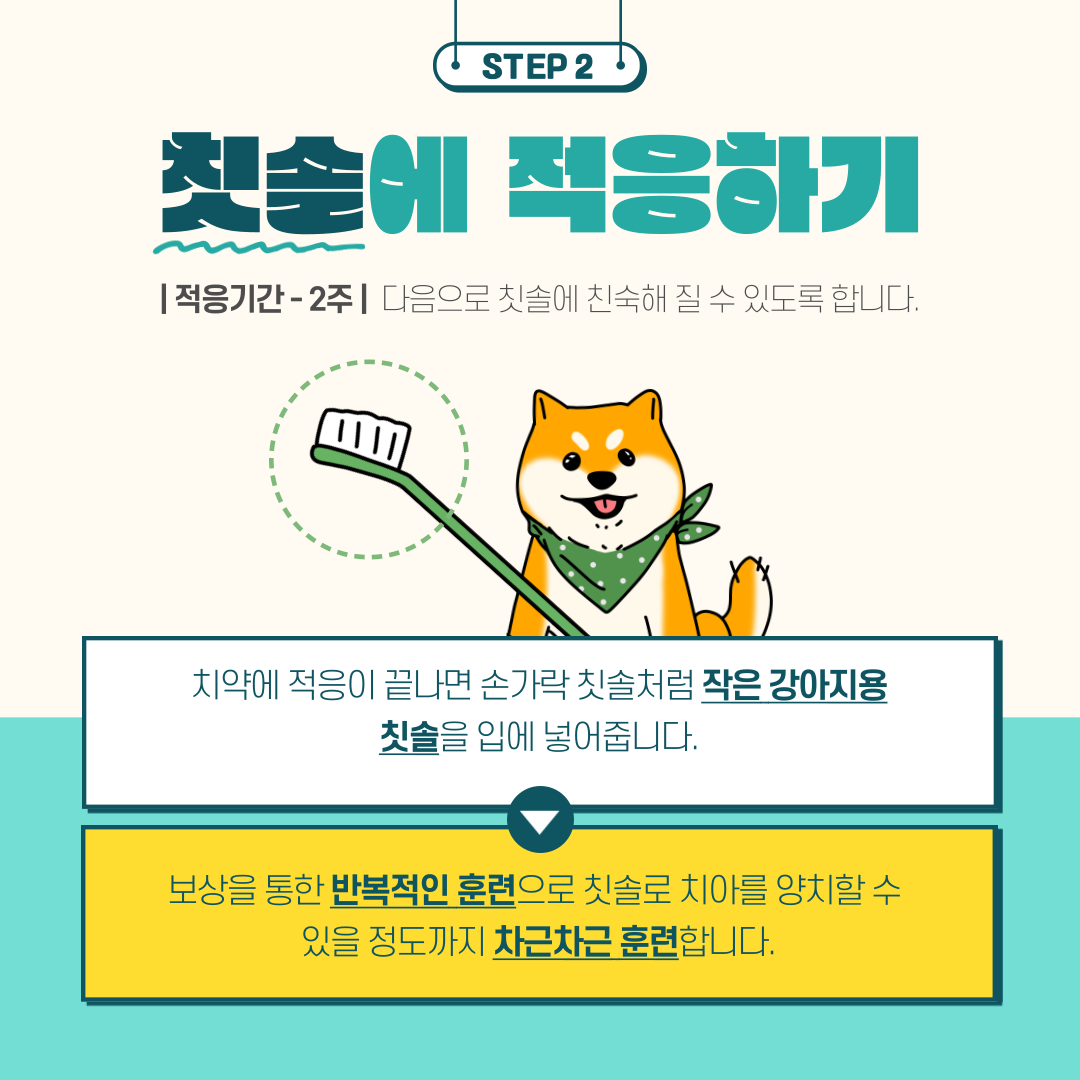 STEP 2
칫솔에 적응하기
| 적응기간 - 2주 | 다음으로 칫솔에 친숙해 질 수 있도록 합니다.
치약에 적응이 끝나면 손가락 칫솔처럼 작은 강아지용
칫솔을 입에 넣어줍니다.
보상을 통한 반복적인 훈련으로 칫솔로 치아를 양치할 수
있을 정도까지 차근차근 훈련합니다.